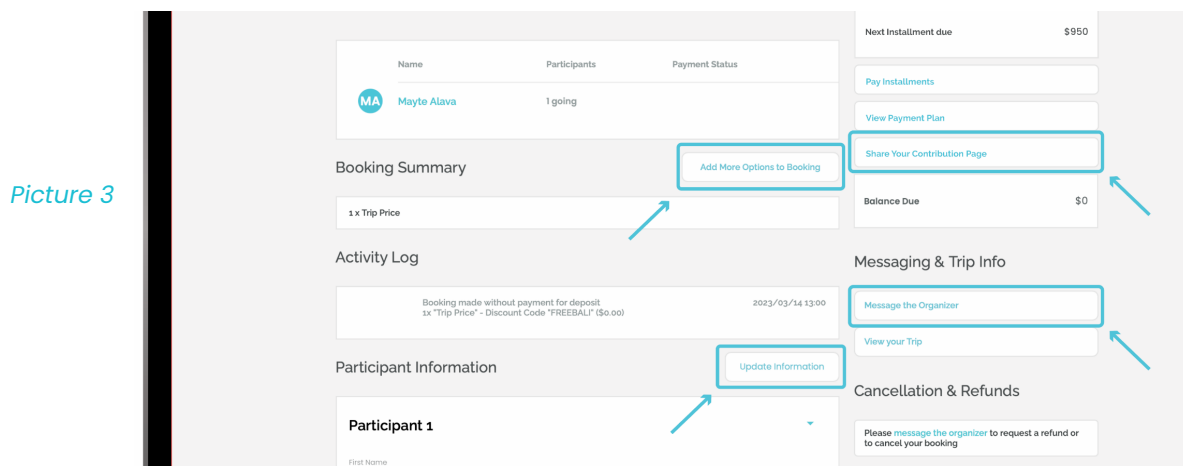 Picture 3
Name Participants Payment Status
MA Mayte Alava 1 going
Booking Summary
Add More Options to Booking
1 x Trip Price
Activity Log
Booking made without payment for deposit 2023/03/14 13:00
1x "Trip Price" - Discount Code "FREEBALI" ($0.00)
Participant Information
Update Information
Participant 1
First Name
Next Installment due $950
Pay Installments
View Payment Plan
Share Your Contribution Page
Balance Due $0
Messaging & Trip Info
Message the Organizer
View your Trip
Cancellation & Refunds
Please message the organizer to request a refund or
to cancel your booking